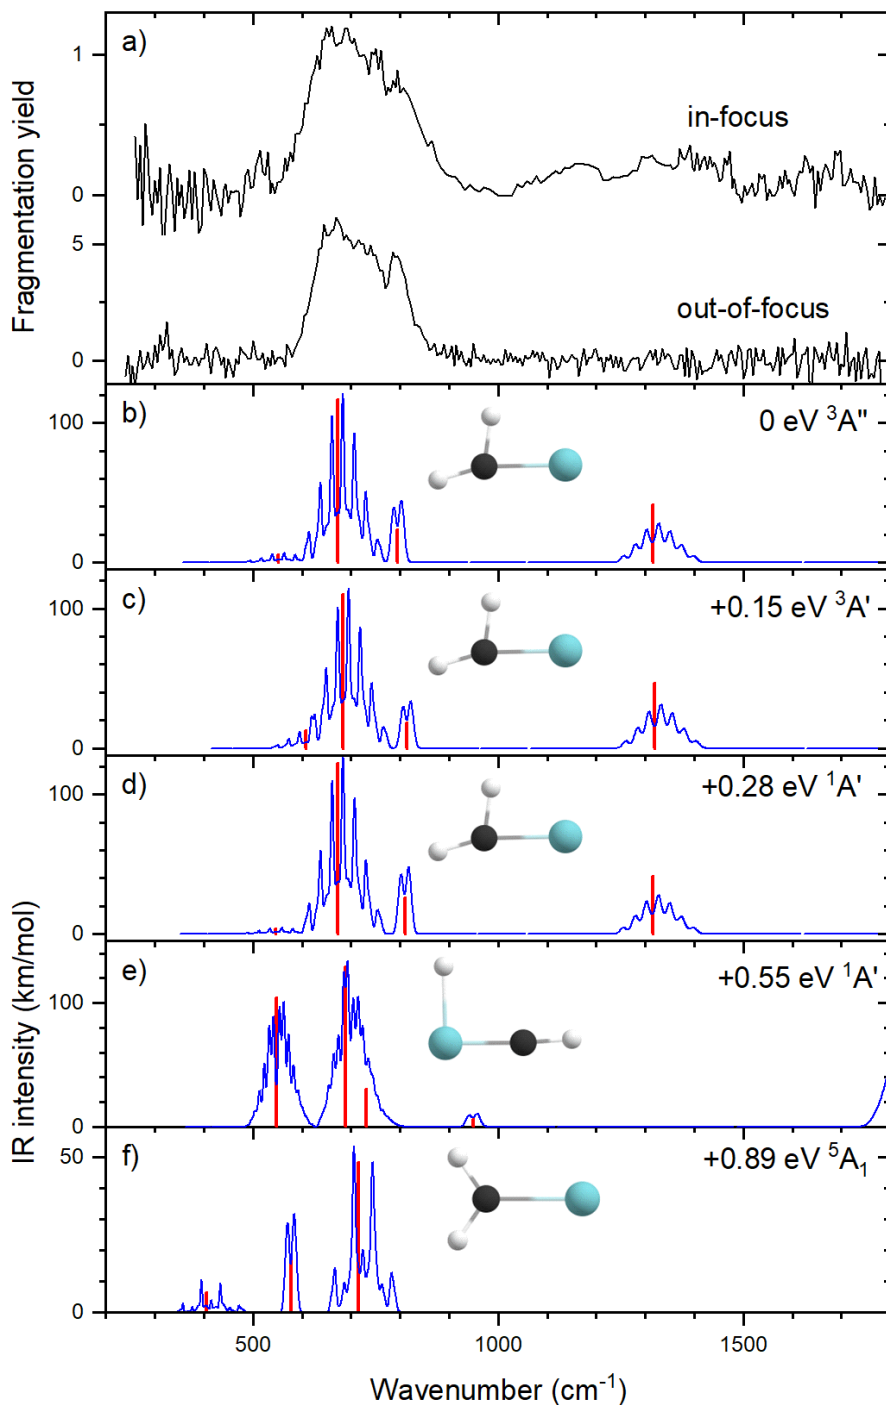 a)
1
in-focus
0
5
out-of-focus
0
Fragmentation yield
b)
0 eV ³A"
100
0
c)
+0.15 eV ³A'
100
0
d)
+0.28 eV ¹A'
100
0
e)
+0.55 eV ¹A'
100
0
f)
+0.89 eV ⁵A₁
50
0
IR intensity (km/mol)
500 1000 1500
Wavenumber (cm⁻¹)